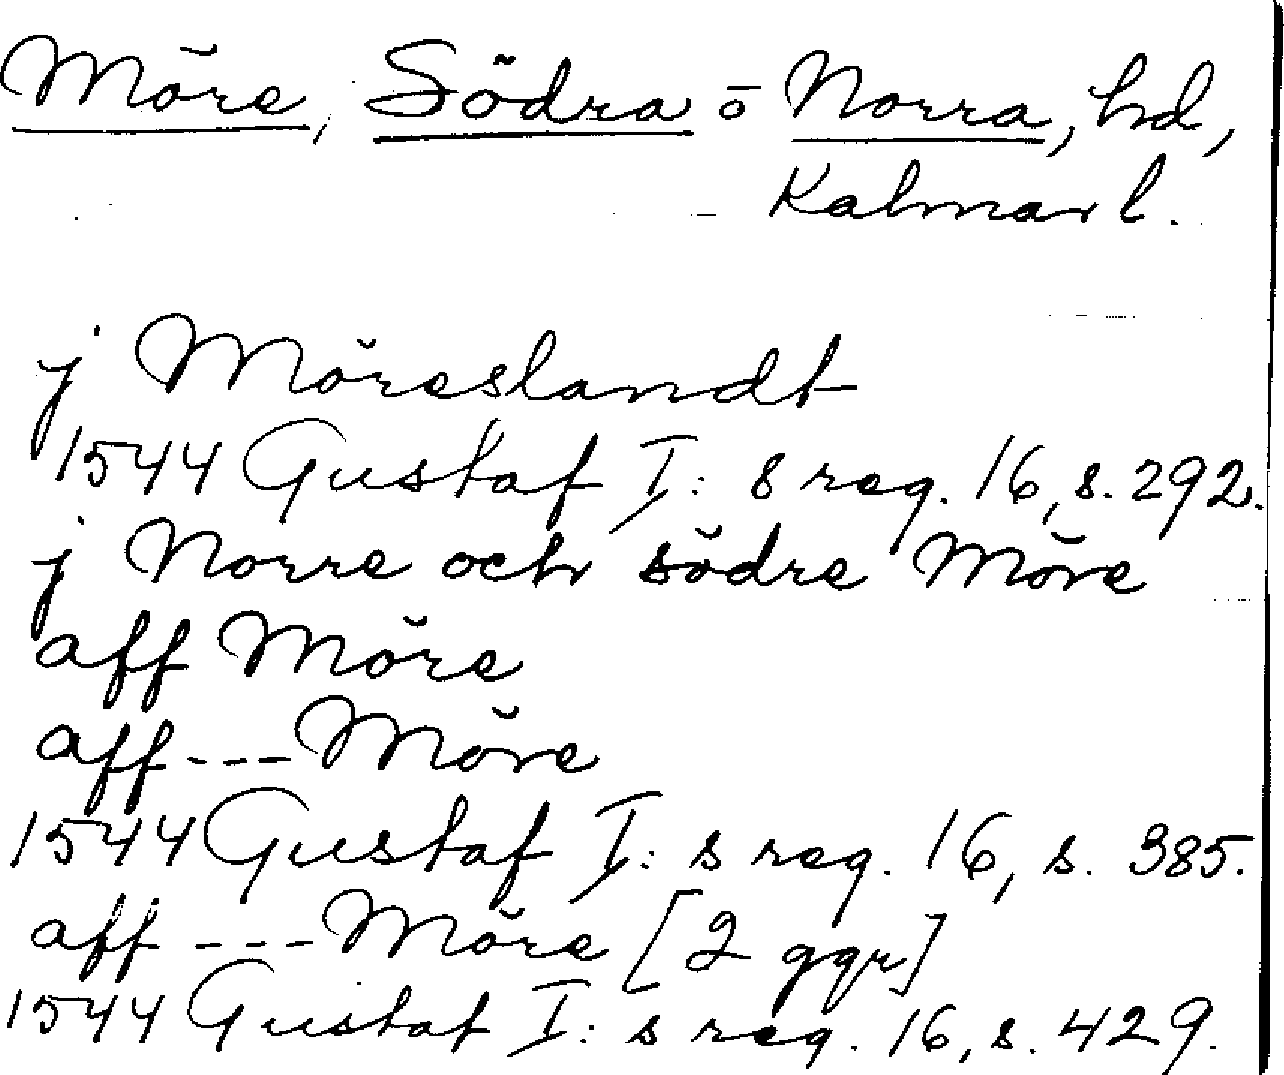 Möre, Södra o Norra, hd,
Kalmar l.
j Möreslandt
1544 Gustaf I:s reg. 16, s. 292.
j Norre och södre Möre
aff Möre
aff --- Möre
1544 Gustaf I:s reg. 16, s. 385.
aff --- Möre [2 ggr]
1544 Gustaf I:s reg. 16, s. 429.